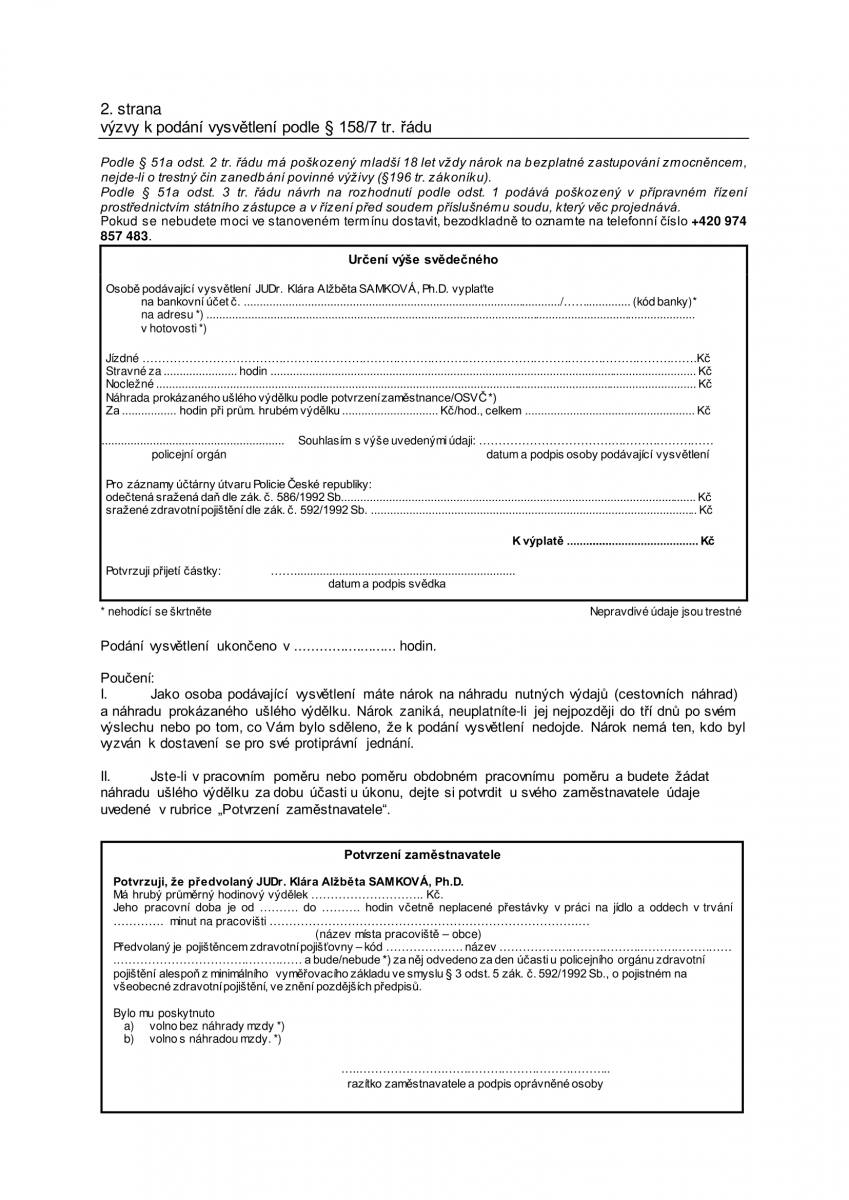 2. strana
výzvy k podání vysvětlení podle § 158/7 tr. řádu
Podle § 51a odst. 2 tr. řádu má poškozený mladší 18 let vždy nárok na bezplatné zastupování zmocněncem,
nejde-li o trestný čin zanedbání povinné výživy (§196 tr. zákoníku).
Podle § 51a odst. 3 tr. řádu návrh na rozhodnutí podle odst. 1 podává poškozený v přípravném řízení
prostřednictvím státního zástupce a v řízení před soudem příslušnému soudu, který věc projednává.
Pokud se nebudete moci ve stanoveném termínu dostavit, bezodkladně to oznamte na telefonní číslo +420 974
857 483.
Určení výše svědečného
Osobě podávající vysvětlení JUDr. Klára Alžběta SAMKOVÁ, Ph.D. vyplaťte
na bankovní účet č. ................................................................................................../…................... (kód banky)*
na adresu *) .......................................................................................................................................................
v hotovosti *)
Jízdné …………………………………………………………………………………………….Kč
Stravné za ....................... hodin .................................................................................................................................... Kč
Nocležné ....................................................................................................................................................................... Kč
Náhrada prokázaného ušlého výdělku podle potvrzení zaměstnance/OSVČ *)
Za ................. hodin při prům. hrubém výdělku .............................. Kč/hod., celkem ..................................................... Kč
......................................................... Souhlasím s výše uvedenými údaji: ………………………………………
policejní orgán datum a podpis osoby podávající vysvětlení
Pro záznamy účtárny útvaru Policie České republiky:
odečtená sražená daň dle zák. č. 586/1992 Sb.............................................................................................................. Kč
sražené zdravotní pojištění dle zák. č. 592/1992 Sb. ..................................................................................................... Kč
K výplatě ......................................... Kč
Potvrzuji přijetí částky: ……......................................................................
datum a podpis svědka
* nehodící se škrtněte Nepravdivé údaje jsou trestné
Podání vysvětlení ukončeno v …………………… hodin.
Poučení:
I. Jako osoba podávající vysvětlení máte nárok na náhradu nutných výdajů (cestovních náhrad)
a náhradu prokázaného ušlého výdělku. Nárok zaniká, neuplatníte-li jej nejpozději do tří dnů po svém
výslechu nebo po tom, co Vám bylo sděleno, že k podání vysvětlení nedojde. Nárok nemá ten, kdo byl
vyzván k dostavení se pro své protiprávní jednání.
II. Jste-li v pracovním poměru nebo poměru obdobném pracovnímu poměru a budete žádat
náhradu ušlého výdělku za dobu účasti u úkonu, dejte si potvrdit u svého zaměstnavatele údaje
uvedené v rubrice „Potvrzení zaměstnavatele“.
Potvrzení zaměstnavatele
Potvrzuji, že předvolaný JUDr. Klára Alžběta SAMKOVÁ, Ph.D.
Má hrubý průměrný hodinový výdělek ……………………….. Kč.
Jeho pracovní doba je od ………. do ………. hodin včetně neplacené přestávky v práci na jídlo a oddech v trvání
…………. minut na pracovišti ………………………………………………………………………
(název místa pracoviště – obce)
Předvolaný je pojištěncem zdravotní pojišťovny – kód ………………. název ………………………………………………
……………………………………. a bude/nebude *) za něj odvedeno za den účasti u policejního orgánu zdravotní
pojištění alespoň z minimálního vyměřovacího základu ve smyslu § 3 odst. 5 zák. č. 592/1992 Sb., o pojistném na
všeobecné zdravotní pojištění, ve znění pozdějších předpisů.
Bylo mu poskytnuto
a) volno bez náhrady mzdy *)
b) volno s náhradou mzdy. *)
………………………………………………………...
razítko zaměstnavatele a podpis oprávněné osoby